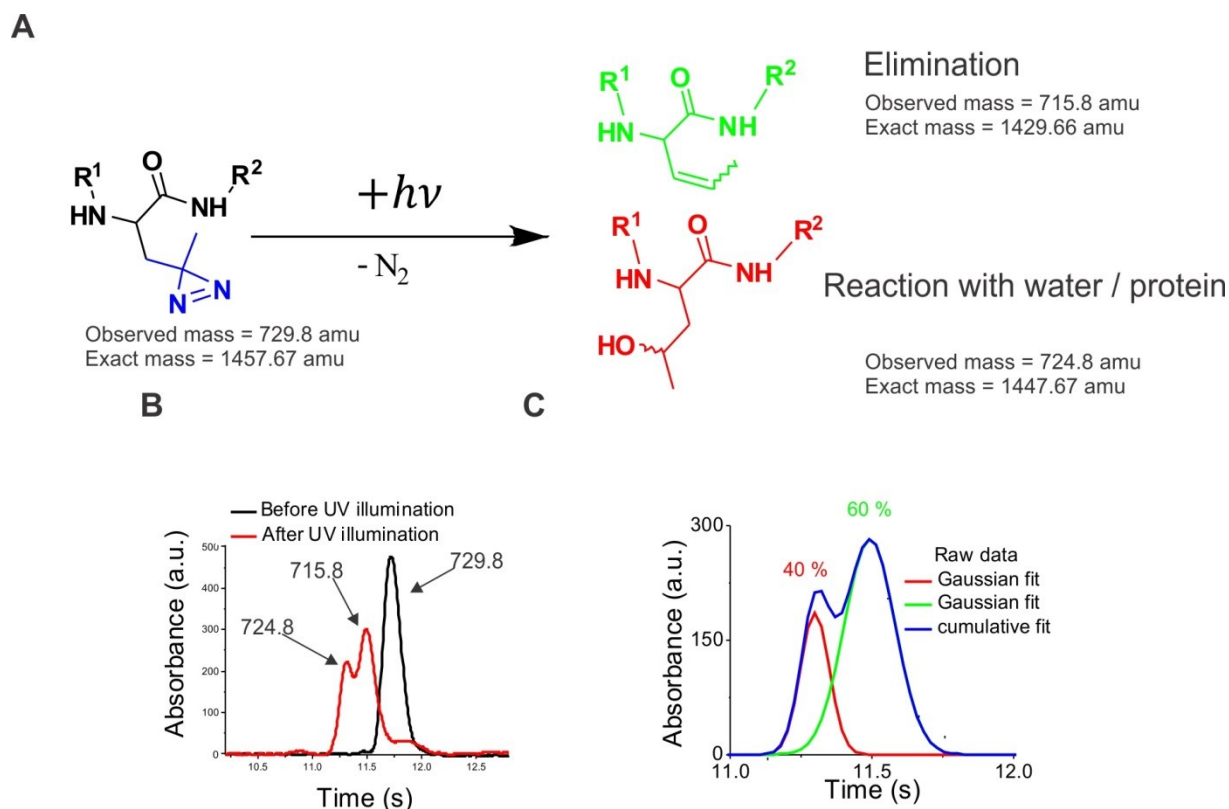 A
R¹
O
R²
HN
NH
N
N
Observed mass = 729.8 amu
Exact mass = 1457.67 amu
+hν
- N₂
R¹
O
R²
HN
NH
Elimination
Observed mass = 715.8 amu
Exact mass = 1429.66 amu
R¹
O
R²
HN
NH
HO
Reaction with water / protein
Observed mass = 724.8 amu
Exact mass = 1447.67 amu
B
Before UV illumination
After UV illumination
729.8
715.8
724.8
Absorbance (a.u.)
500
400
300
200
100
0
10.5 11.0 11.5 12.0 12.5
Time (s)
C
60 %
40 %
Raw data
Gaussian fit
Gaussian fit
cumulative fit
Absorbance (a.u.)
300
150
0
11.0 11.5 12.0
Time (s)